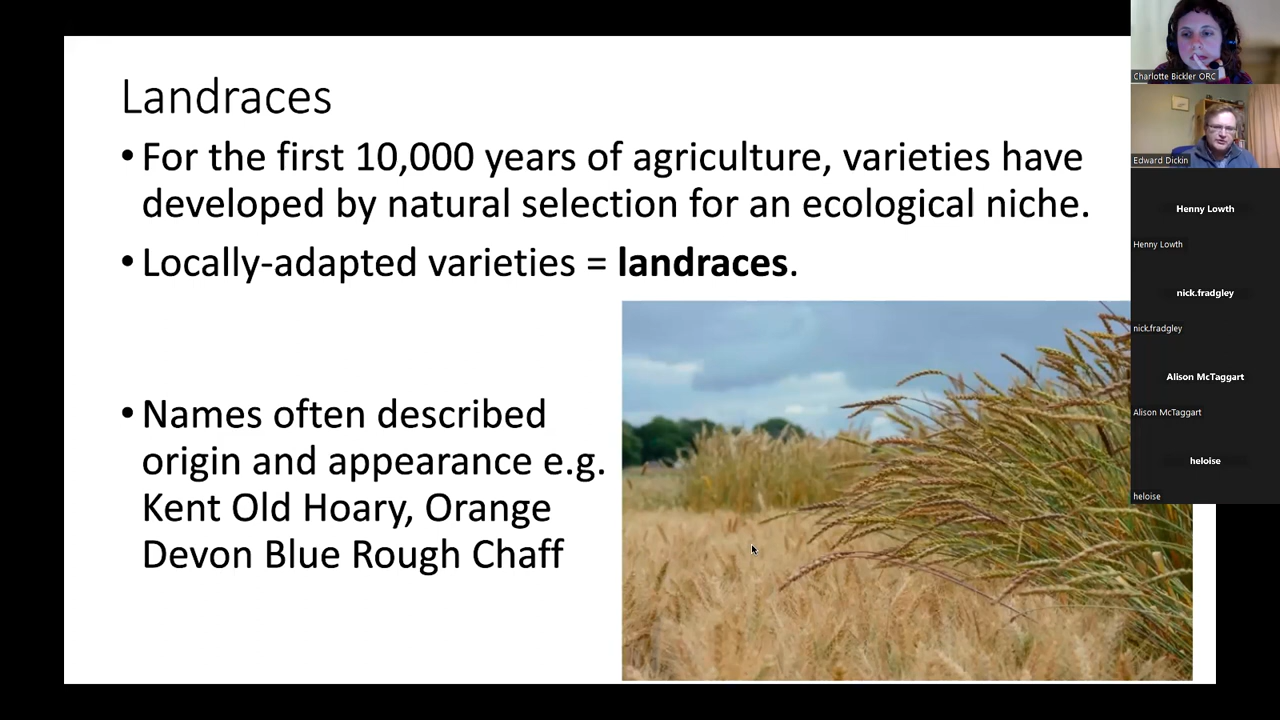 Landraces
• For the first 10,000 years of agriculture, varieties have
developed by natural selection for an ecological niche.
• Locally-adapted varieties = landraces.
• Names often described
origin and appearance e.g.
Kent Old Hoary, Orange
Devon Blue Rough Chaff
Charlotte Bickler ORC
Edward Dickin
Henny Lowth
Henny Lowth
nick.fradgley
nick.fradgley
Alison McTaggart
Alison McTaggart
heloise
heloise